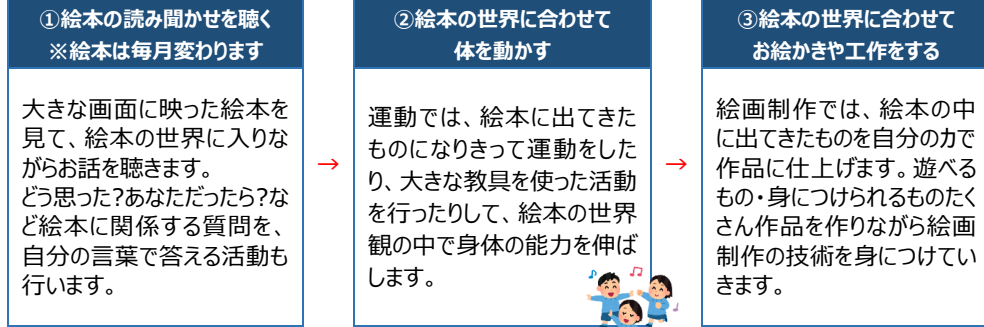 ①絵本の読み聞かせを聴く
※絵本は毎月変わります
大きな画面に映った絵本を
見て、絵本の世界に入りな
がらお話を聴きます。
どう思った?あなただったら?な
ど絵本に関係する質問を、
自分の言葉で答える活動も
行います。
→
②絵本の世界に合わせて
体を動かす
運動では、絵本に出てきた
ものになりきって運動をした
り、大きな教具を使った活動
を行ったりして、絵本の世界
観の中で身体の能力を伸ば
します。
→
③絵本の世界に合わせて
お絵かきや工作をする
絵画制作では、絵本の中
に出てきたものを自分の力で
作品に仕上げます。遊べる
もの・身につけられるものたく
さん作品を作りながら絵画
制作の技術を身につけてい
きます。